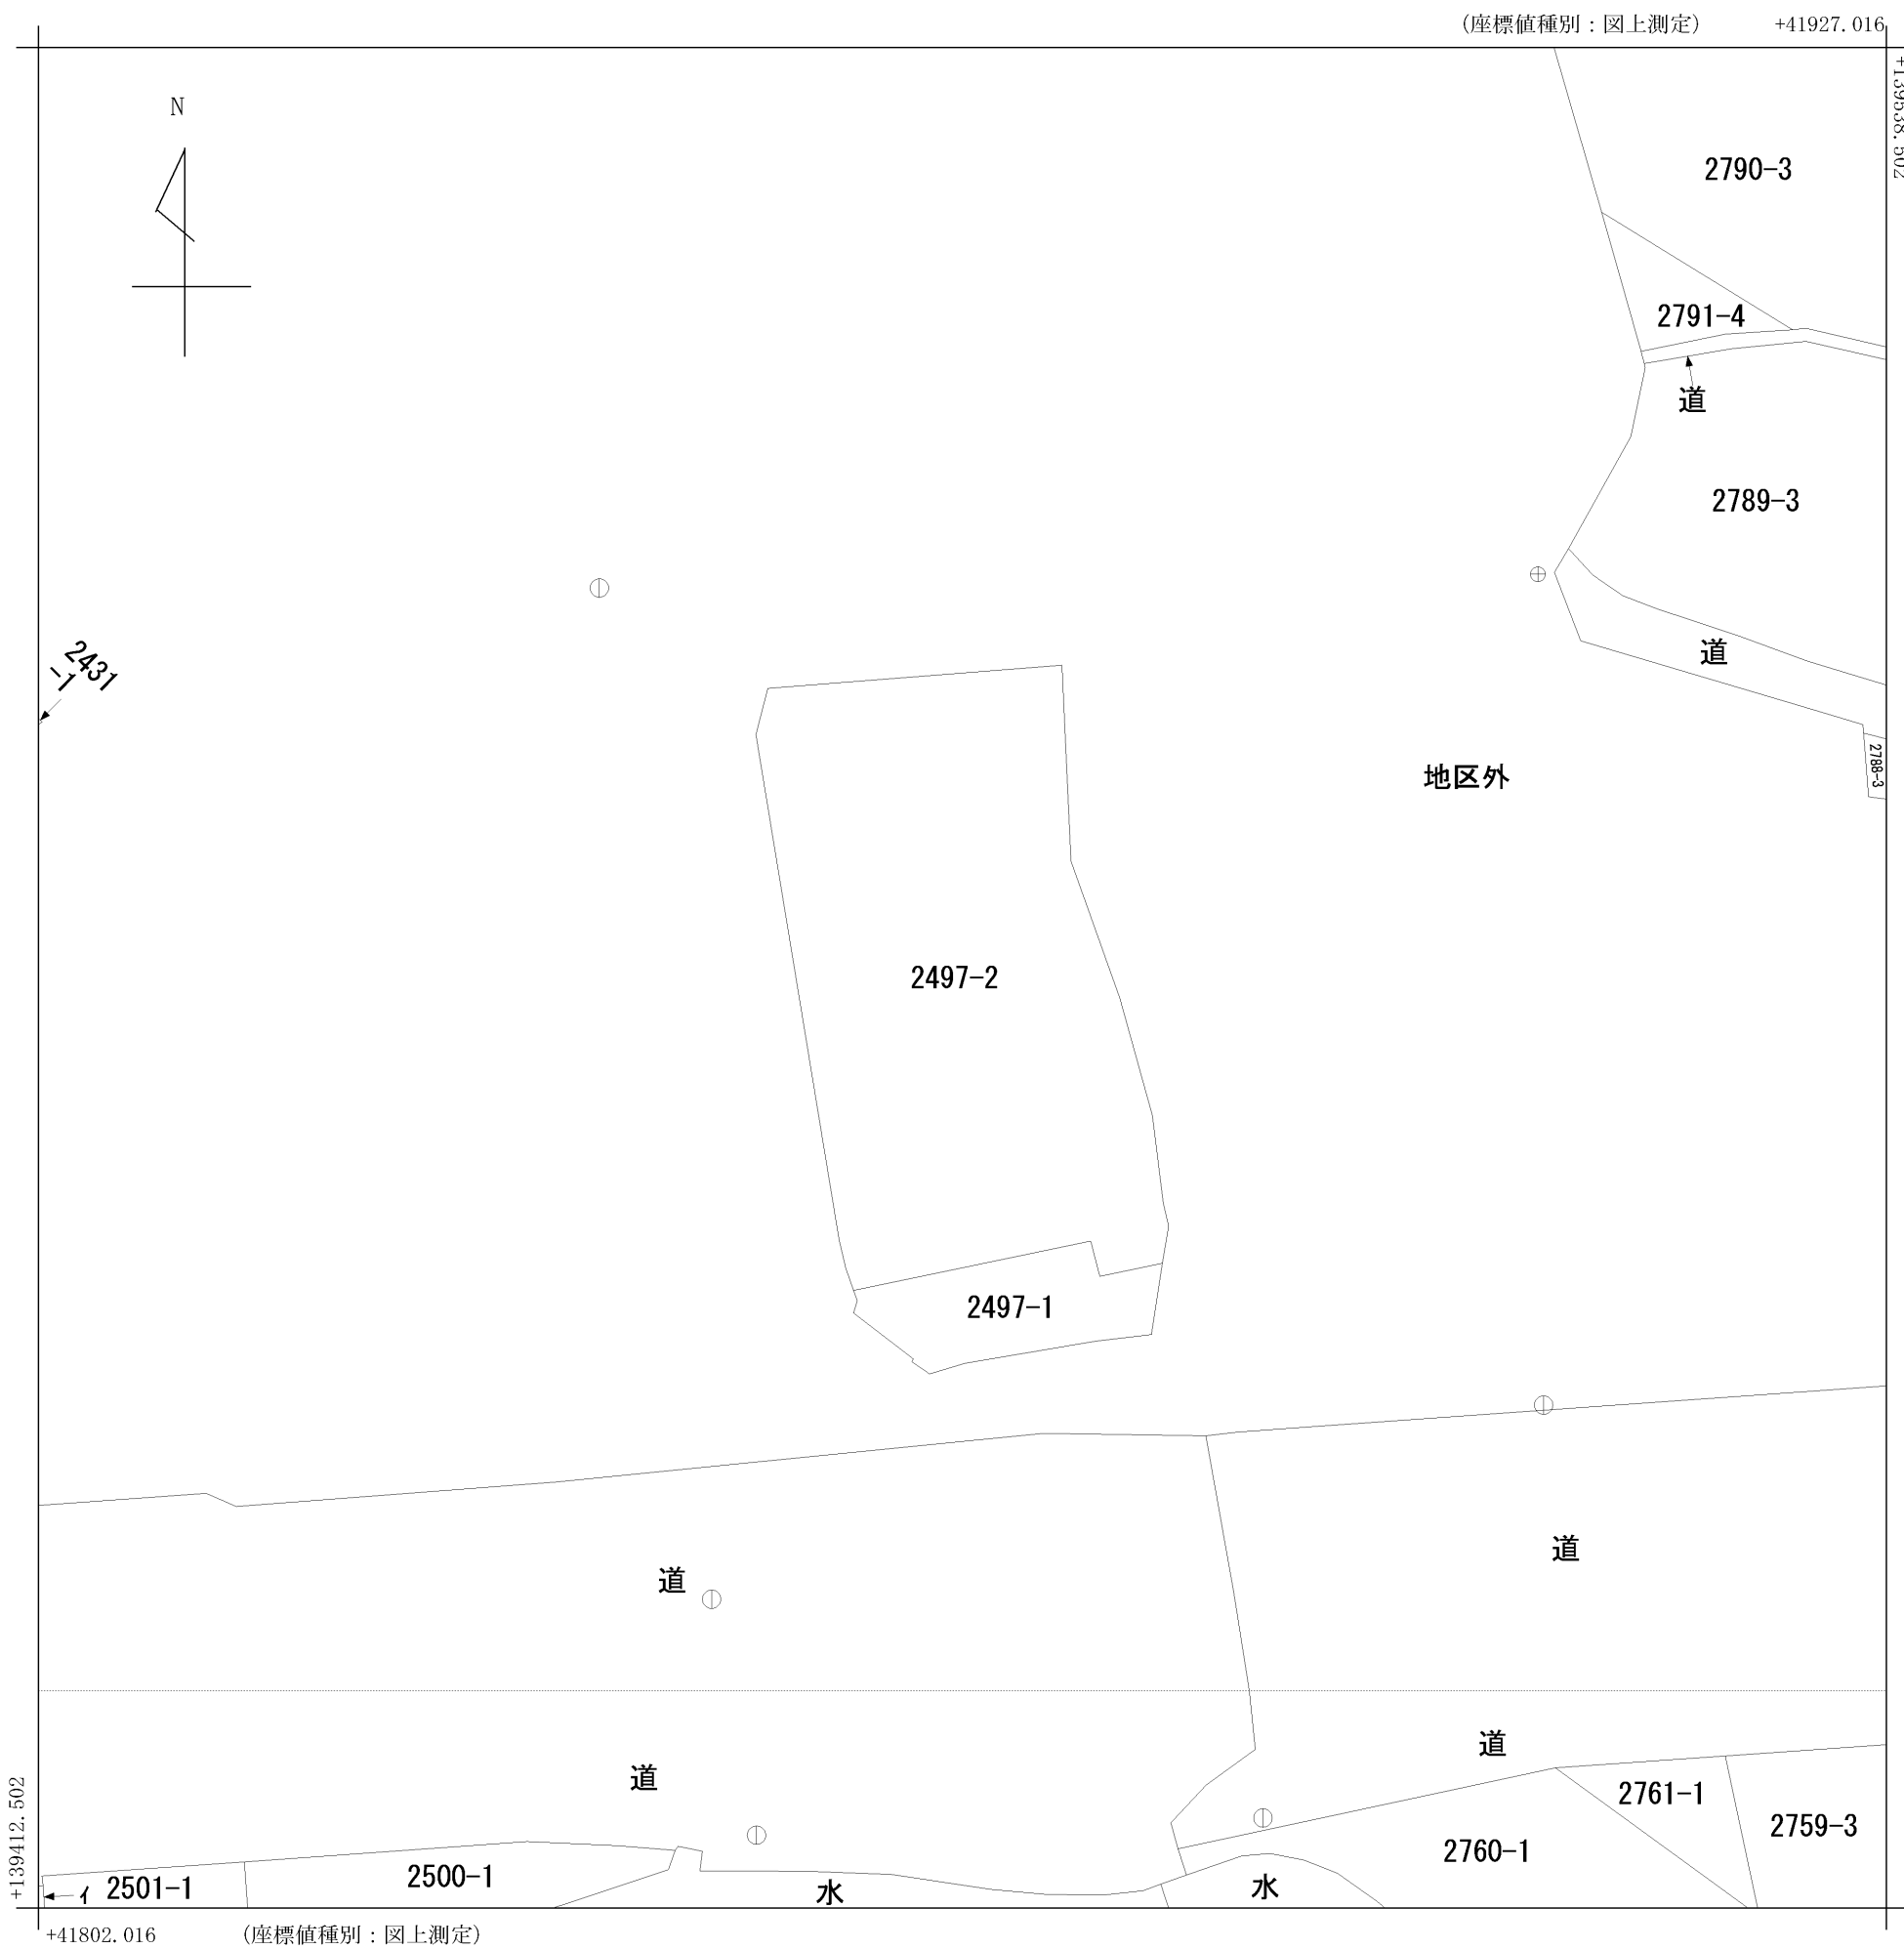 (座標値種別：図上測定) +41927.016
+139538.502
N
2790-3
2791-4
道
2789-3
2431
-1
道
2788-3
地区外
2497-2
2497-1
道
道
道
道
2761-1
2759-3
2760-1
2500-1
2501-1
イ
水
水
+139412.502
+41802.016 (座標値種別：図上測定)